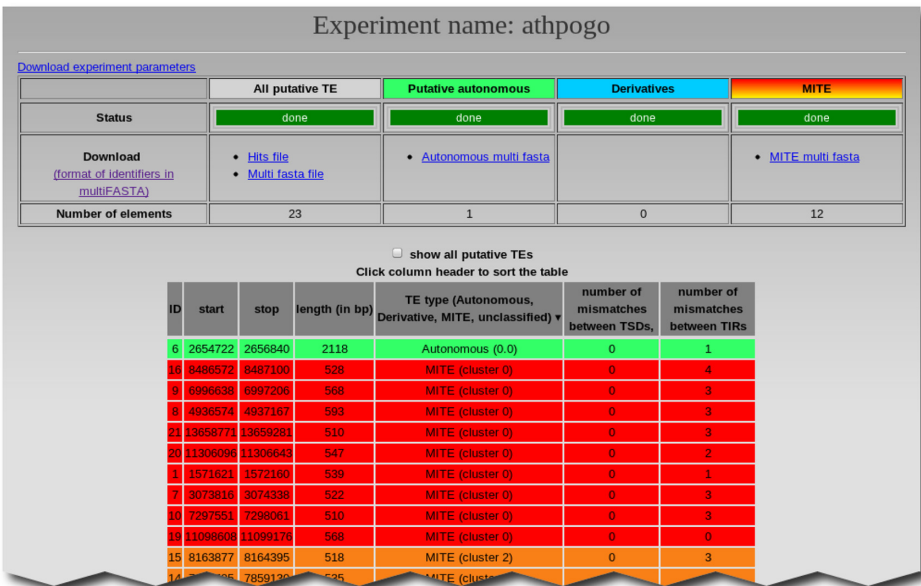 Experiment name: athpogo
Download experiment parameters
All putative TE Putative autonomous Derivatives MITE
Status done done done done
Download
(format of identifiers in
multiFASTA)
• Hits file
• Multi fasta file
• Autonomous multi fasta
• MITE multi fasta
Number of elements 23 1 0 12
show all putative TEs
Click column header to sort the table
ID start stop length (in bp) TE type (Autonomous, Derivative, MITE, unclassified) ▾ number of mismatches between TSDs, number of mismatches between TIRs
6 2654722 2656840 2118 Autonomous (0.0) 0 1
16 8486572 8487100 528 MITE (cluster 0) 0 4
9 6996638 6997206 568 MITE (cluster 0) 0 3
8 4936574 4937167 593 MITE (cluster 0) 0 3
21 13658771 13659281 510 MITE (cluster 0) 0 3
20 11306096 11306643 547 MITE (cluster 0) 0 2
1 1571621 1572160 539 MITE (cluster 0) 0 1
7 3073816 3074338 522 MITE (cluster 0) 0 3
10 7297551 7298061 510 MITE (cluster 0) 0 3
19 11098608 11099176 568 MITE (cluster 0) 0 0
15 8163877 8164395 518 MITE (cluster 2) 0 3
14 MITE